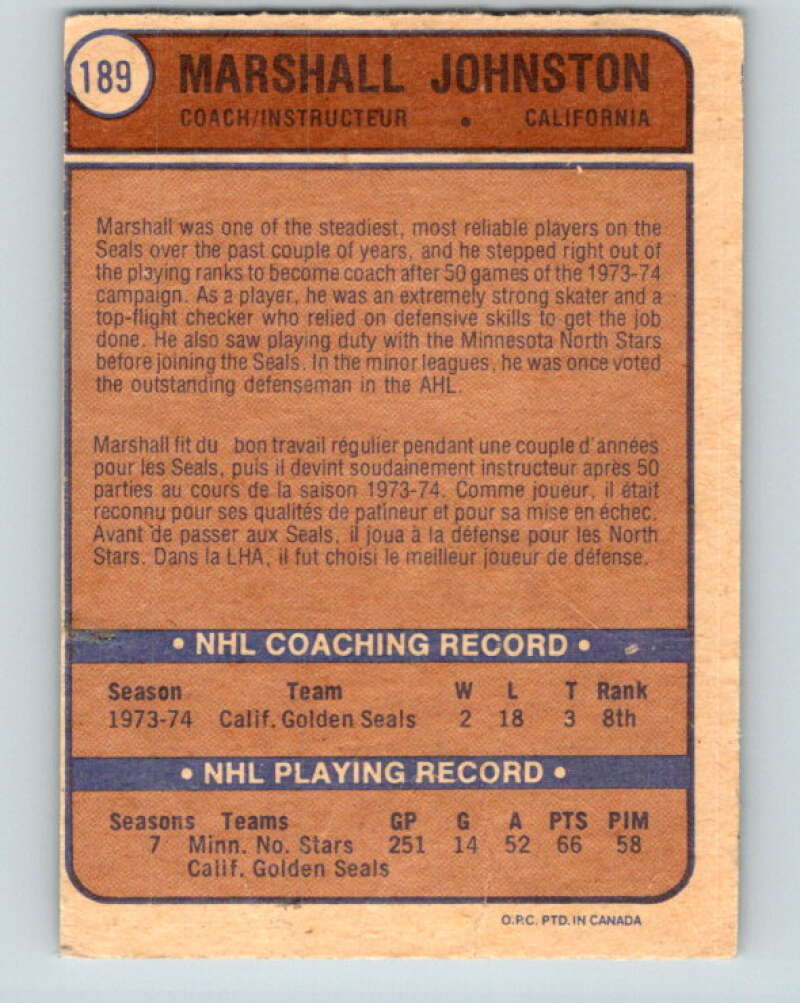 189
MARSHALL JOHNSTON
COACH/INSTRUCTEUR • CALIFORNIA
Marshall was one of the steadiest, most reliable players on the
Seals over the past couple of years, and he stepped right out of
the playing ranks to become coach after 50 games of the 1973-74
campaign. As a player, he was an extremely strong skater and a
top-flight checker who relied on defensive skills to get the job
done. He also saw playing duty with the Minnesota North Stars
before joining the Seals. In the minor leagues, he was once voted
the outstanding defenseman in the AHL.
Marshall fit du bon travail régulier pendant une couple d'années
pour les Seals, puis il devint soudainement instructeur après 50
parties au cours de la saison 1973-74. Comme joueur, il était
reconnu pour ses qualités de patineur et pour sa mise en échec.
Avant de passer aux Seals, il joua à la défense pour les North
Stars. Dans la LHA, il fut choisi le meilleur joueur de défense.
• NHL COACHING RECORD •
Season Team W L T Rank
1973-74 Calif. Golden Seals 2 18 3 8th
• NHL PLAYING RECORD •
Seasons Teams GP G A PTS PIM
7 Minn. No. Stars 251 14 52 66 58
Calif. Golden Seals
O.P.C. PTD. IN CANADA